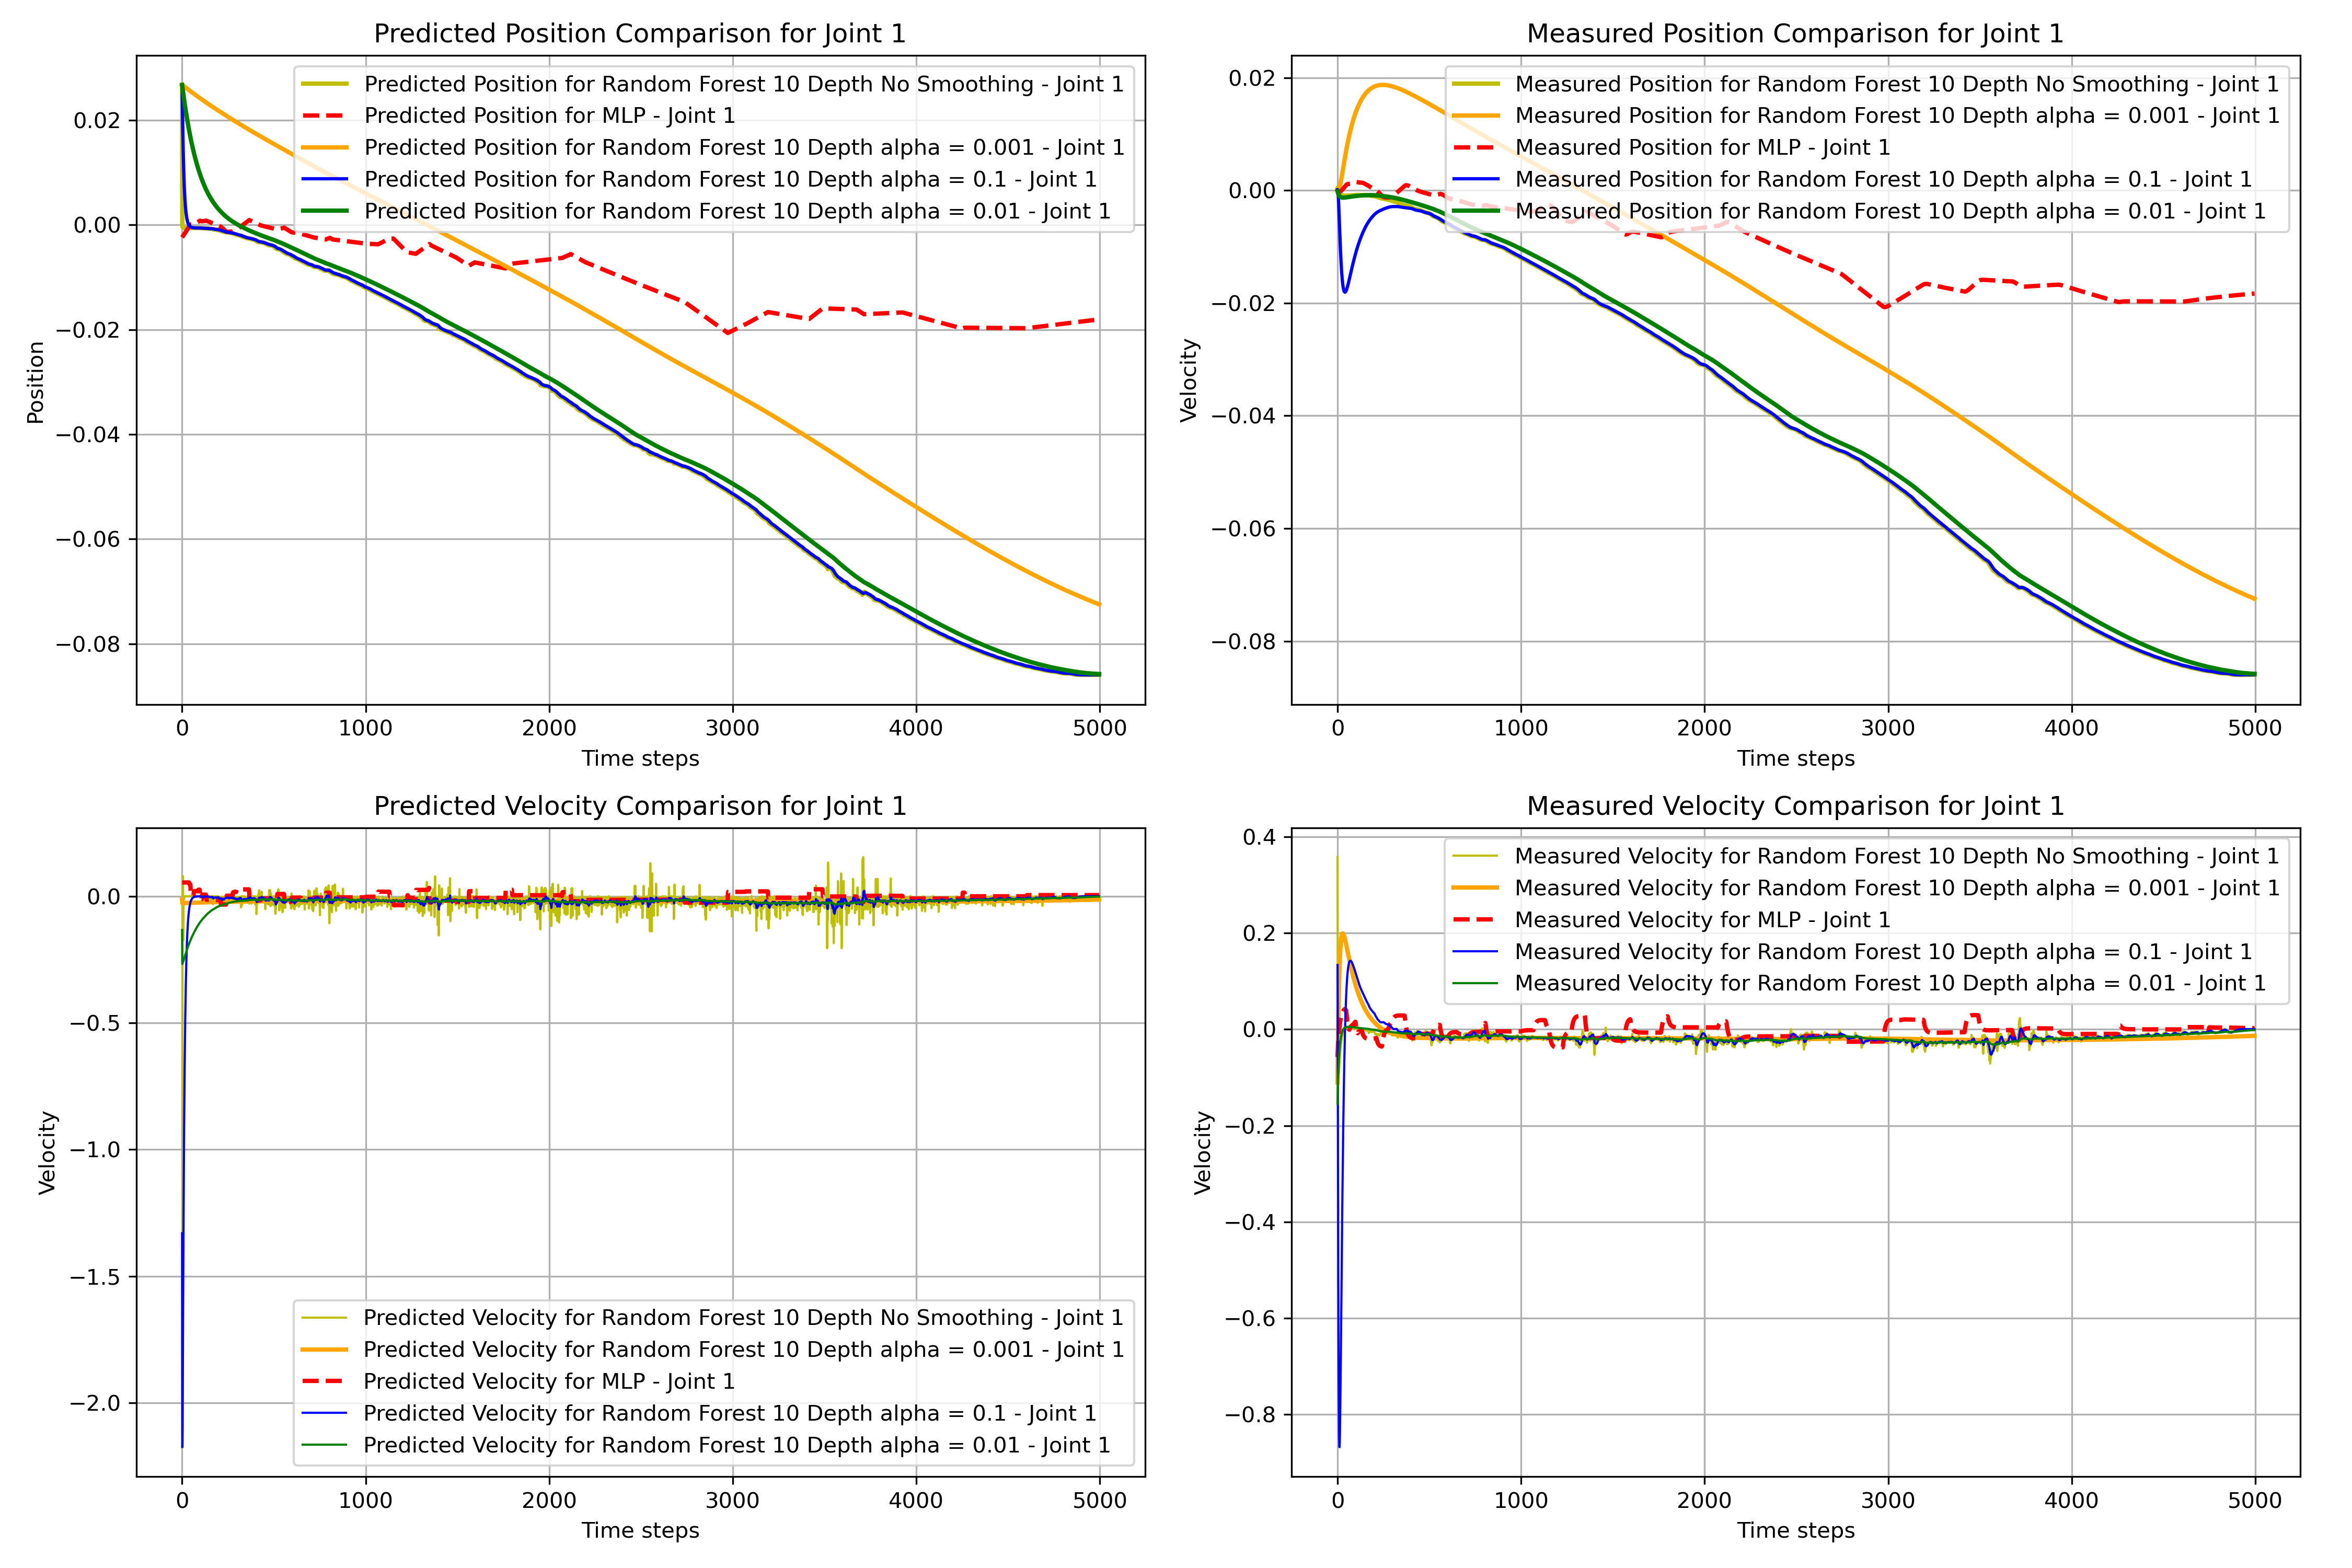 Predicted Position Comparison for Joint 1
Predicted Position for Random Forest 10 Depth No Smoothing - Joint 1
Predicted Position for MLP - Joint 1
Predicted Position for Random Forest 10 Depth alpha = 0.001 - Joint 1
Predicted Position for Random Forest 10 Depth alpha = 0.1 - Joint 1
Predicted Position for Random Forest 10 Depth alpha = 0.01 - Joint 1
0.02
0.00
−0.02
−0.04
−0.06
−0.08
Position
0 1000 2000 3000 4000 5000
Time steps
Measured Position Comparison for Joint 1
Measured Position for Random Forest 10 Depth No Smoothing - Joint 1
Measured Position for Random Forest 10 Depth alpha = 0.001 - Joint 1
Measured Position for MLP - Joint 1
Measured Position for Random Forest 10 Depth alpha = 0.1 - Joint 1
Measured Position for Random Forest 10 Depth alpha = 0.01 - Joint 1
0.02
0.00
−0.02
−0.04
−0.06
−0.08
Velocity
0 1000 2000 3000 4000 5000
Time steps
Predicted Velocity Comparison for Joint 1
0.0
−0.5
−1.0
−1.5
−2.0
Velocity
Predicted Velocity for Random Forest 10 Depth No Smoothing - Joint 1
Predicted Velocity for Random Forest 10 Depth alpha = 0.001 - Joint 1
Predicted Velocity for MLP - Joint 1
Predicted Velocity for Random Forest 10 Depth alpha = 0.1 - Joint 1
Predicted Velocity for Random Forest 10 Depth alpha = 0.01 - Joint 1
0 1000 2000 3000 4000 5000
Time steps
Measured Velocity Comparison for Joint 1
Measured Velocity for Random Forest 10 Depth No Smoothing - Joint 1
Measured Velocity for Random Forest 10 Depth alpha = 0.001 - Joint 1
Measured Velocity for MLP - Joint 1
Measured Velocity for Random Forest 10 Depth alpha = 0.1 - Joint 1
Measured Velocity for Random Forest 10 Depth alpha = 0.01 - Joint 1
0.4
0.2
0.0
−0.2
−0.4
−0.6
−0.8
Velocity
0 1000 2000 3000 4000 5000
Time steps